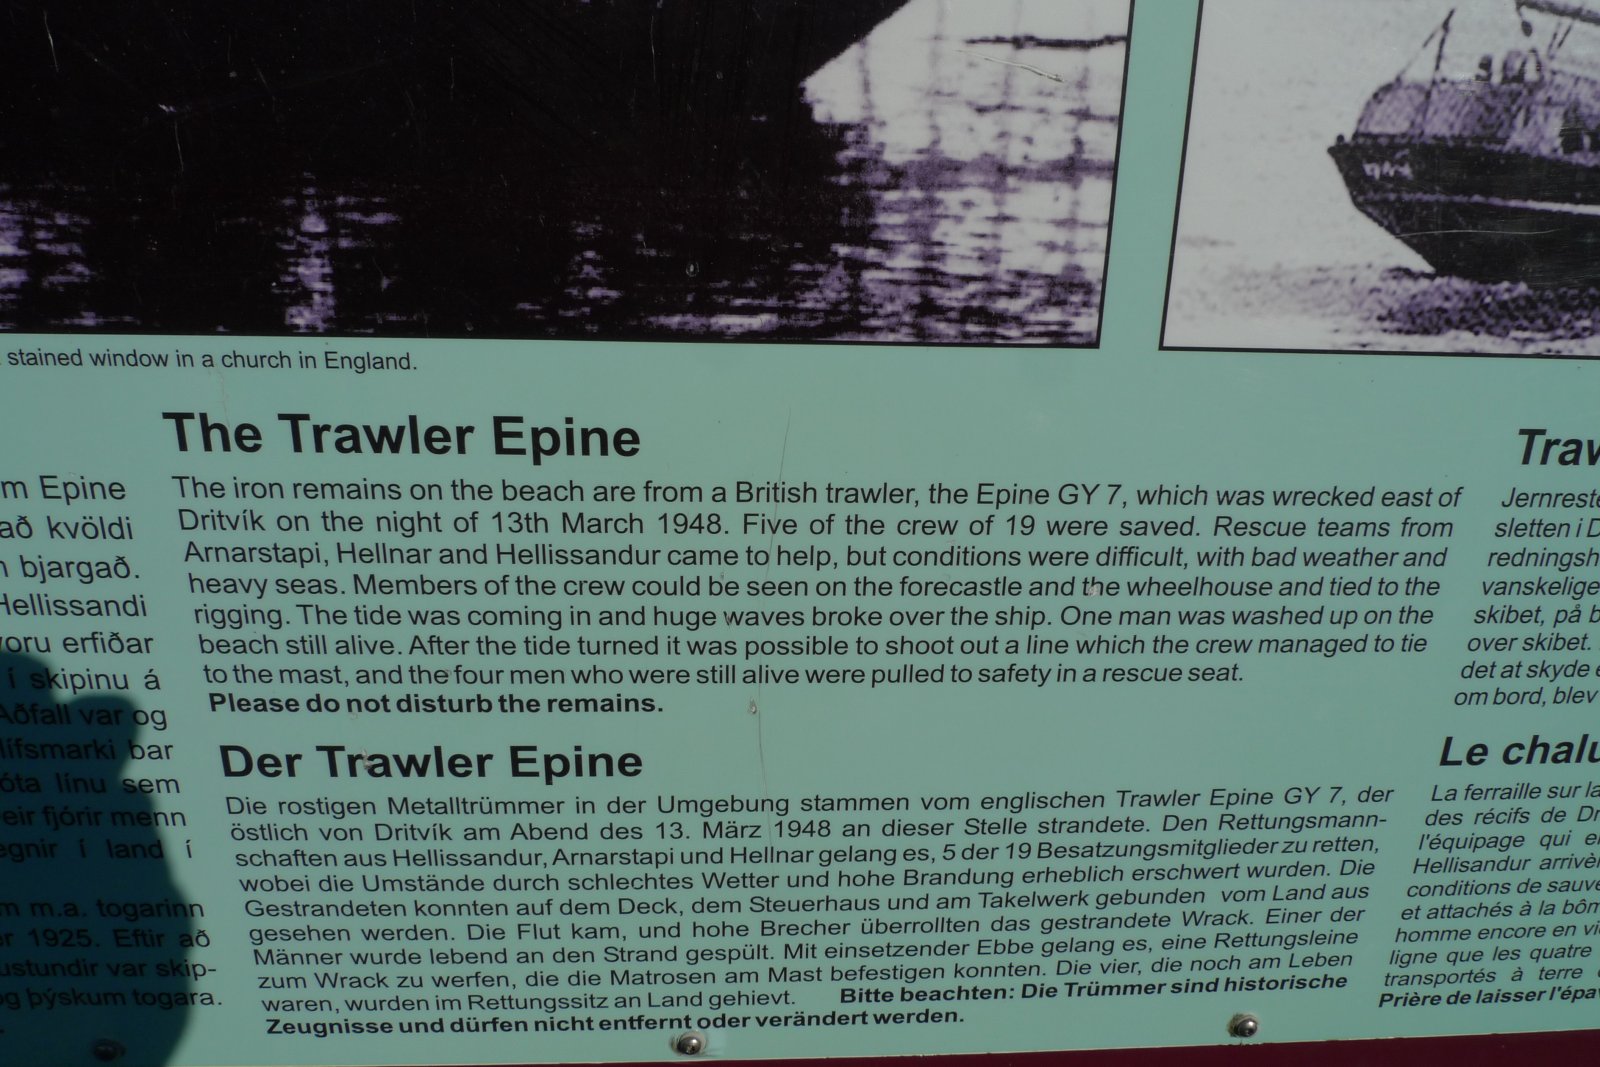 stained window in a church in England.
m Epine
að kvöldi
bjargað.
Hellissandi
voru erfiðar
í skipinu á
Aðfall var og
lífsmarki bar
óta línu sem
eir fjórir menn
egnir í land í
m m.a. togarinn
r 1925. Eftir að
ustundir var skip-
og þýskum togara.
The Trawler Epine
The iron remains on the beach are from a British trawler, the Epine GY 7, which was wrecked east of
Dritvík on the night of 13th March 1948. Five of the crew of 19 were saved. Rescue teams from
Arnarstapi, Hellnar and Hellissandur came to help, but conditions were difficult, with bad weather and
heavy seas. Members of the crew could be seen on the forecastle and the wheelhouse and tied to the
rigging. The tide was coming in and huge waves broke over the ship. One man was washed up on the
beach still alive. After the tide turned it was possible to shoot out a line which the crew managed to tie
to the mast, and the four men who were still alive were pulled to safety in a rescue seat.
Please do not disturb the remains.
Der Trawler Epine
Die rostigen Metalltrümmer in der Umgebung stammen vom englischen Trawler Epine GY 7, der
östlich von Dritvík am Abend des 13. März 1948 an dieser Stelle strandete. Den Rettungsmann-
schaften aus Hellissandur, Arnarstapi und Hellnar gelang es, 5 der 19 Besatzungsmitglieder zu retten,
wobei die Umstände durch schlechtes Wetter und hohe Brandung erheblich erschwert wurden. Die
Gestrandeten konnten auf dem Deck, dem Steuerhaus und am Takelwerk gebunden vom Land aus
gesehen werden. Die Flut kam, und hohe Brecher überrollten das gestrandete Wrack. Einer der
Männer wurde lebend an den Strand gespült. Mit einsetzender Ebbe gelang es, eine Rettungsleine
zum Wrack zu werfen, die die Matrosen am Mast befestigen konnten. Die vier, die noch am Leben
waren, wurden im Rettungssitz an Land gehievt. Bitte beachten: Die Trümmer sind historische
Zeugnisse und dürfen nicht entfernt oder verändert werden.
Traw
Jernreste
sletten i D
redningsh
vanskelige
skibet, på b
over skibet.
det at skyde e
om bord, blev
Le chalu
La ferraille sur la
des récifs de Dr
l'équipage qui e
Hellisandur arrivèr
conditions de sauve
et attachés à la bôm
homme encore en vie
ligne que les quatre
transportés à terre
Prière de laisser l'épav